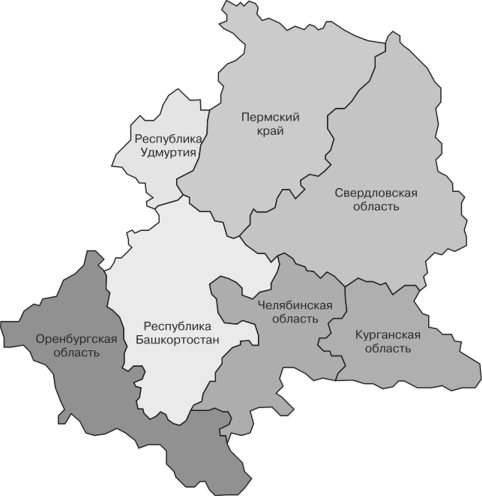 Пермский
край
Республика
Удмуртия
Свердловская
область
Челябинская
область
Республика
Башкортостан
Курганская
область
Оренбургская
область